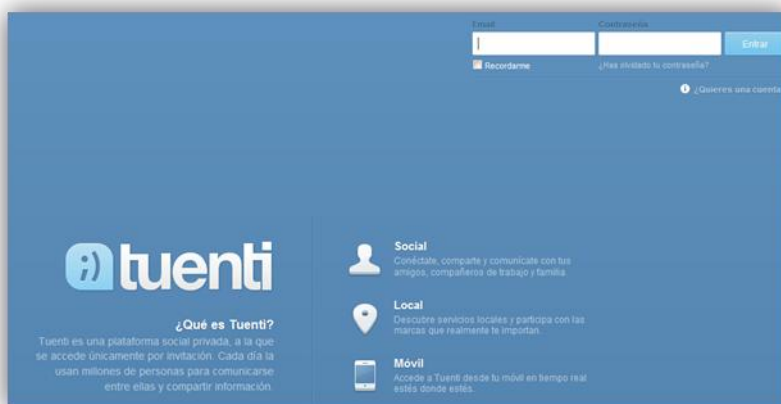 Email Contraseña
Entrar
Recordarme ¿Has olvidado tu contraseña?
¿Quieres una cuenta
;) tuenti
¿Qué es Tuenti?
Tuenti es una plataforma social privada, a la que
se accede únicamente por invitación. Cada día la
usan millones de personas para comunicarse
entre ellas y compartir información.
Social
Conéctate, comparte y comunícate con tus
amigos, compañeros de trabajo y familia.
Local
Descubre servicios locales y participa con las
marcas que realmente te importan.
Móvil
Accede a Tuenti desde tu móvil en tiempo real
estés donde estés.